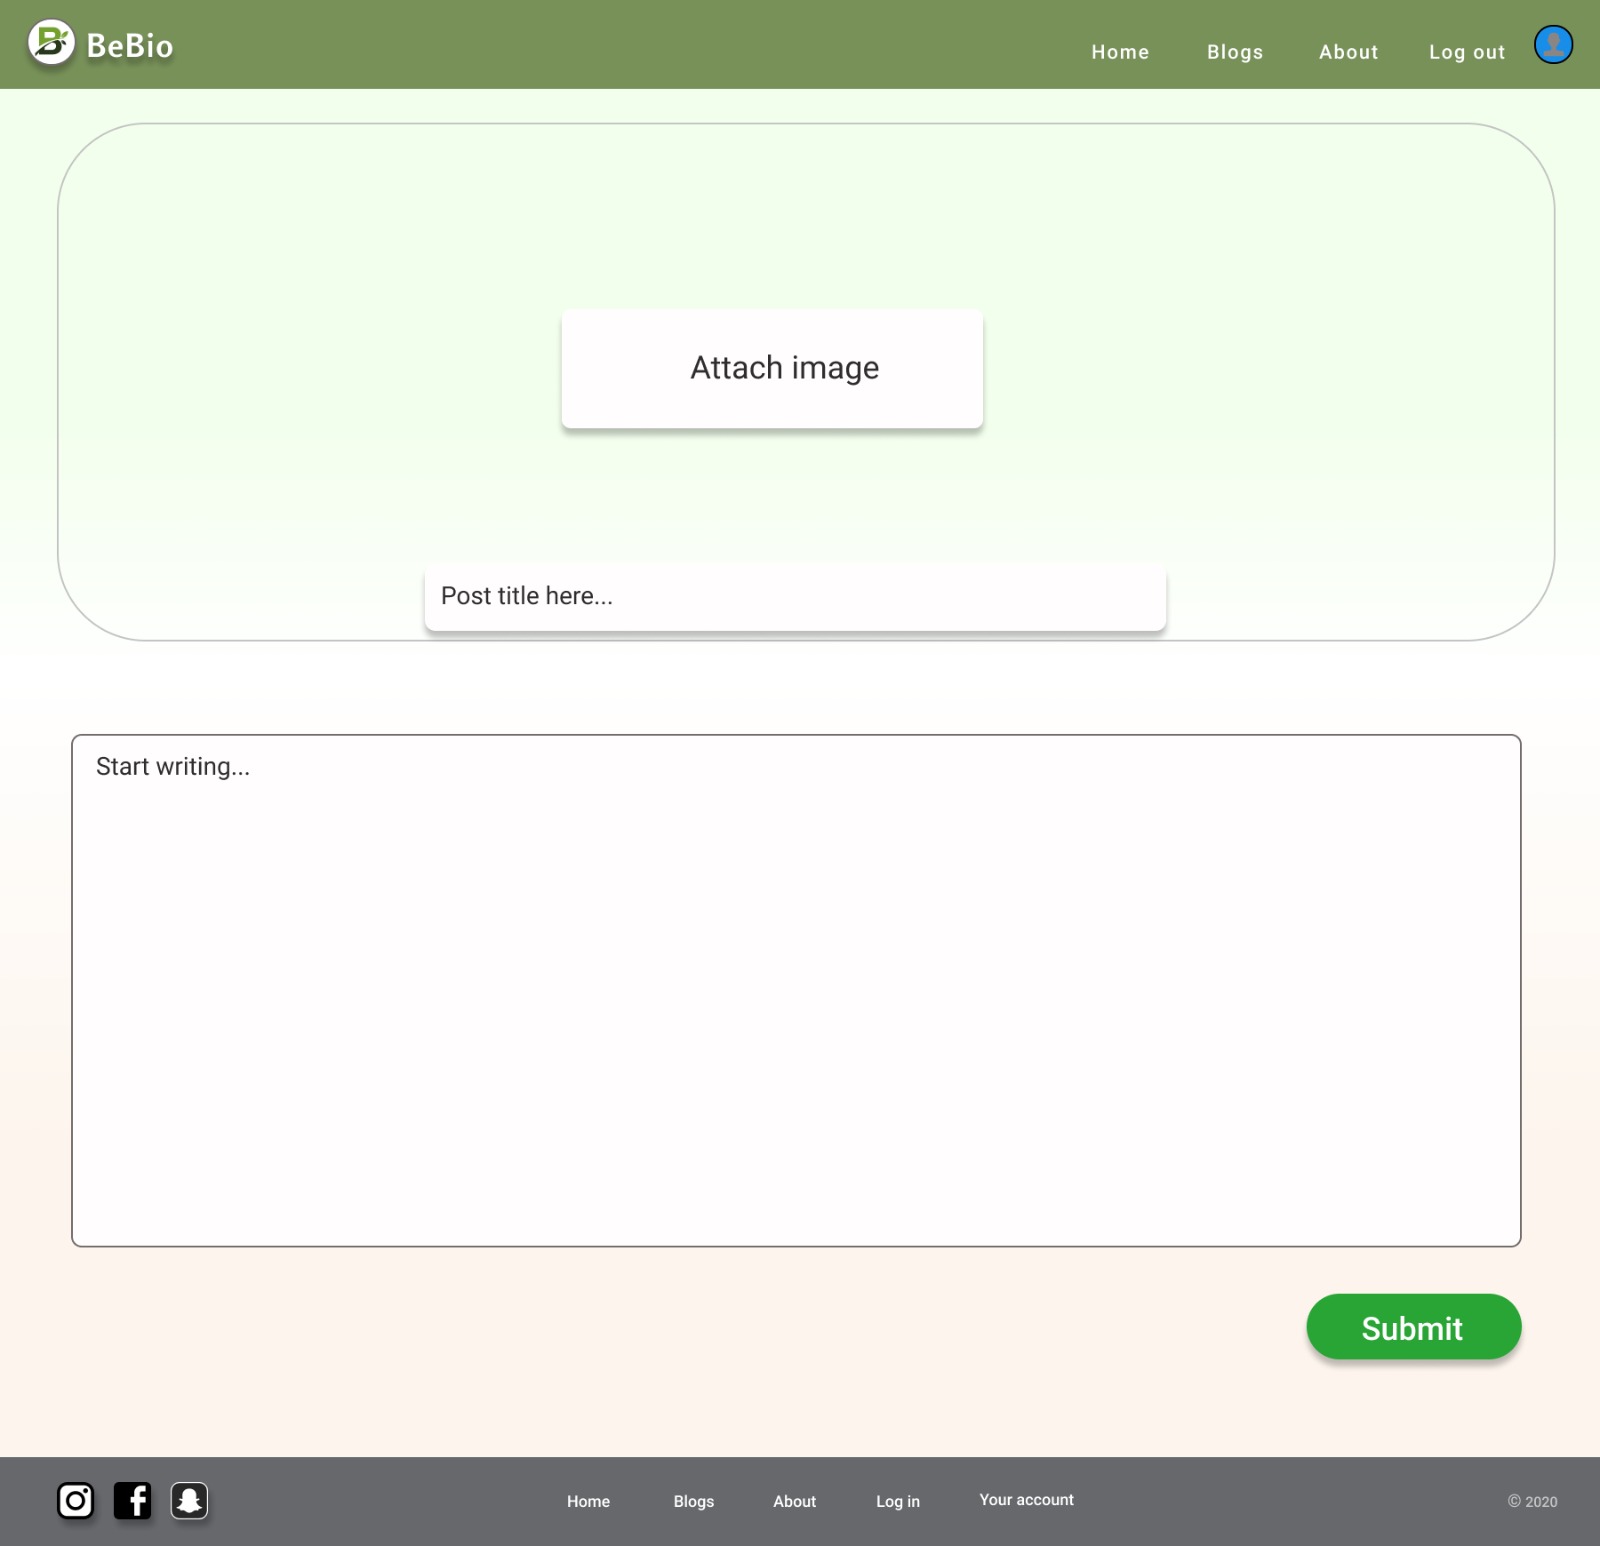 B BeBio
Home Blogs About Log out
Attach image
Post title here...
Start writing...
Submit
Home Blogs About Log in Your account
© 2020